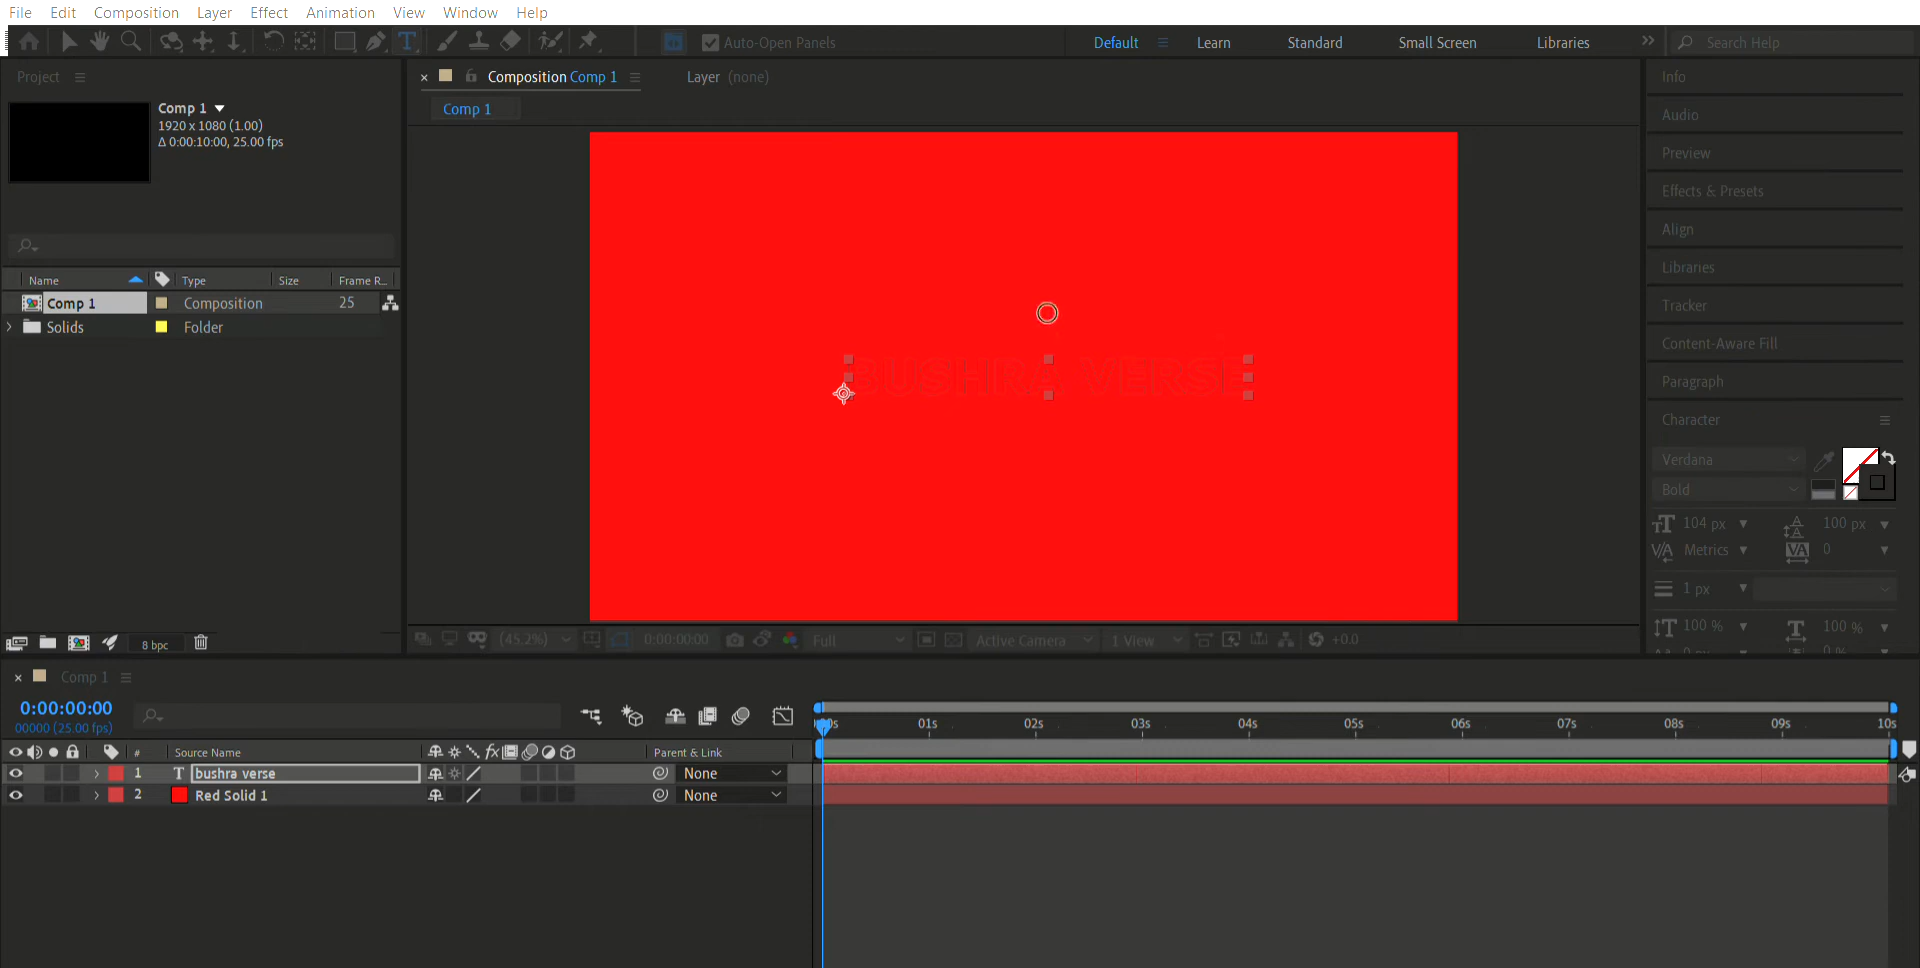 File Edit Composition Layer Effect Animation View Window Help
Auto-Open Panels Default Learn Standard Small Screen Libraries Search Help
Project
Comp 1
1920 x 1080 (1.00)
Δ 0:00:10:00, 25.00 fps
Name Type Size Frame R...
Comp 1 Composition 25
Solids Folder
8 bpc
Composition Comp 1 Layer (none)
Comp 1
BUSHRA VERSE
(45.2%) 0:00:00:00 Full Active Camera 1 View +0.0
Info
Audio
Preview
Effects & Presets
Align
Libraries
Tracker
Content-Aware Fill
Paragraph
Character
Verdana
Bold
104 px 100 px
Metrics 0
1 px
100 % 100 %
0 px 0 %
Comp 1
0:00:00:00
00000 (25.00 fps)
# Source Name Parent & Link
1 T bushra verse None
2 Red Solid 1 None
01s 02s 03s 04s 05s 06s 07s 08s 09s 10s